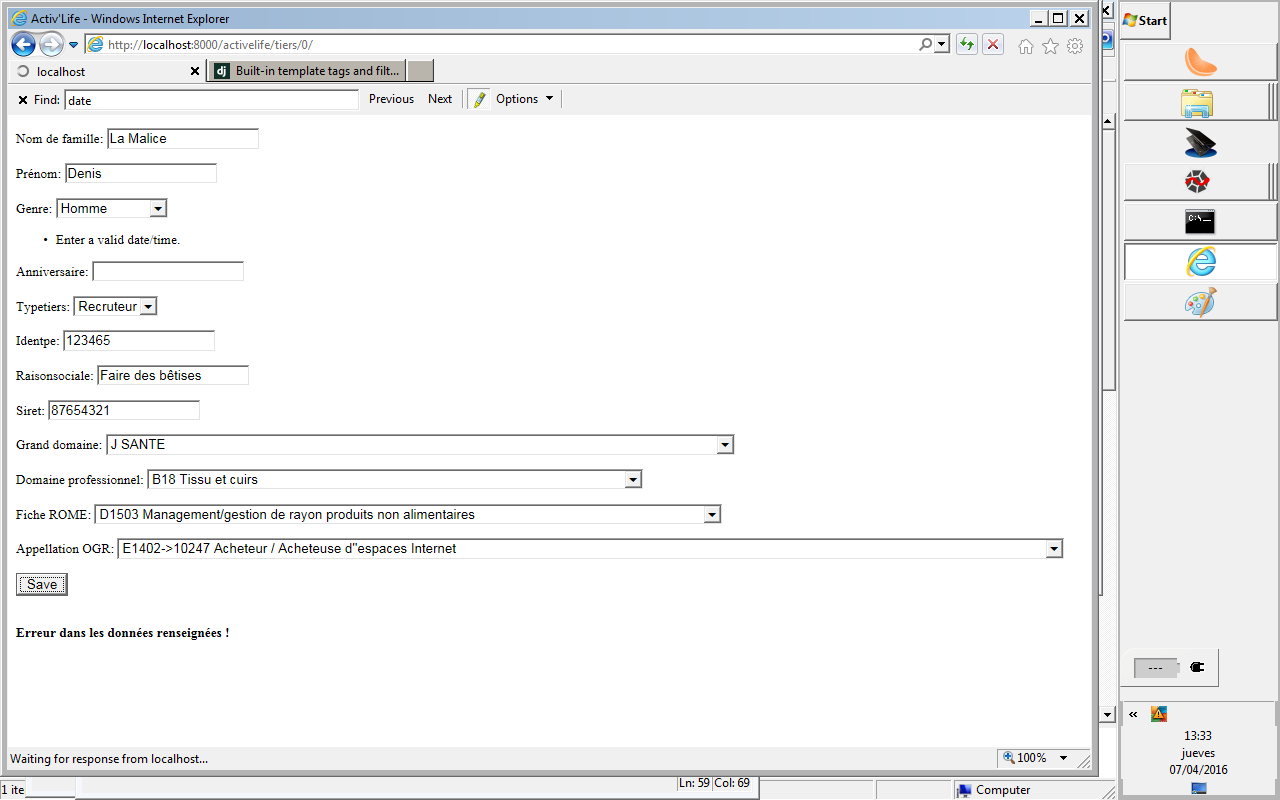 Activ'Life - Windows Internet Explorer
http://localhost:8000/activelife/tiers/0/
localhost
dj Built-in template tags and filt...
Find: date Previous Next Options
Nom de famille: La Malice
Prénom: Denis
Genre: Homme
• Enter a valid date/time.
Anniversaire:
Typetiers: Recruteur
Identpe: 123465
Raisonsociale: Faire des bêtises
Siret: 87654321
Grand domaine: J SANTE
Domaine professionnel: B18 Tissu et cuirs
Fiche ROME: D1503 Management/gestion de rayon produits non alimentaires
Appellation OGR: E1402->10247 Acheteur / Acheteuse d''espaces Internet
Save
Erreur dans les données renseignées !
Waiting for response from localhost...
100%
1 ite
Ln: 59 Col: 69
Computer
Start
C:\_
---
«
13:33
jueves
07/04/2016